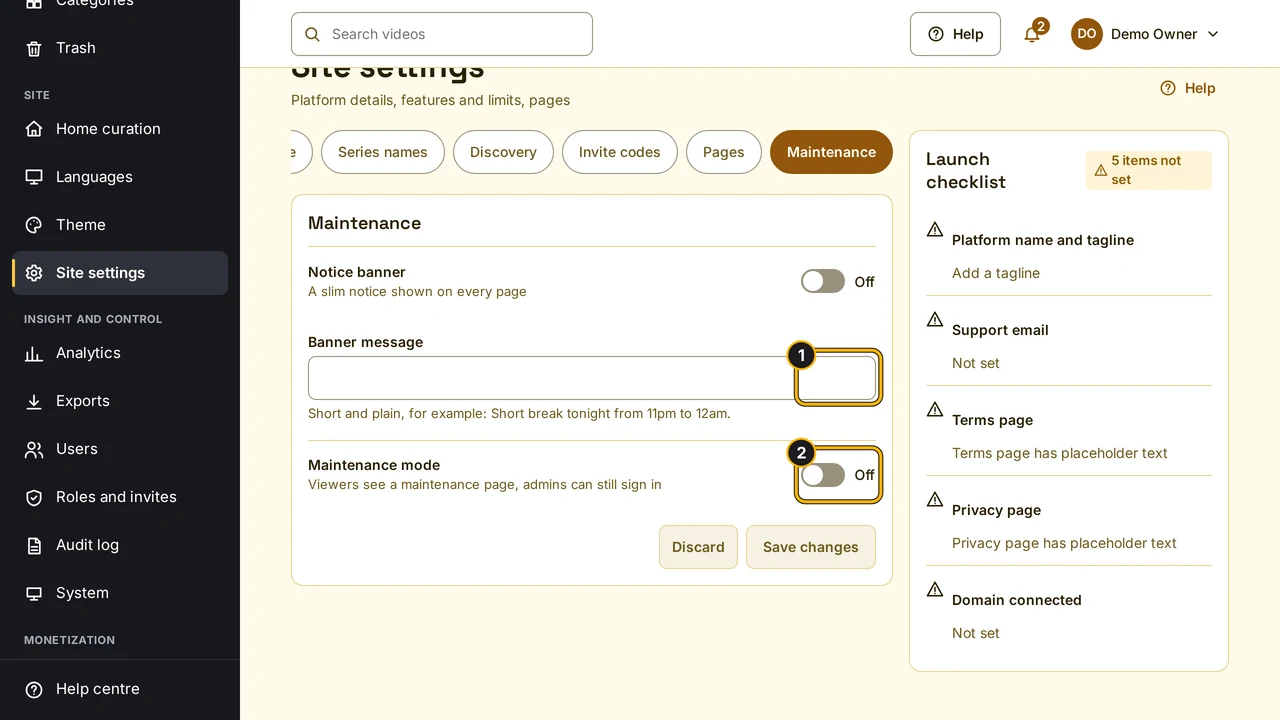 Categories
Trash
SITE
Home curation
Languages
Theme
Site settings
INSIGHT AND CONTROL
Analytics
Exports
Users
Roles and invites
Audit log
System
MONETIZATION
Help centre
Search videos
Help
2
DO
Demo Owner
Site settings
Platform details, features and limits, pages
Help
e
Series names
Discovery
Invite codes
Pages
Maintenance
Maintenance
Notice banner
A slim notice shown on every page
Off
Banner message
1
Short and plain, for example: Short break tonight from 11pm to 12am.
2
Maintenance mode
Viewers see a maintenance page, admins can still sign in
Off
Discard
Save changes
Launch
checklist
5 items not
set
Platform name and tagline
Add a tagline
Support email
Not set
Terms page
Terms page has placeholder text
Privacy page
Privacy page has placeholder text
Domain connected
Not set